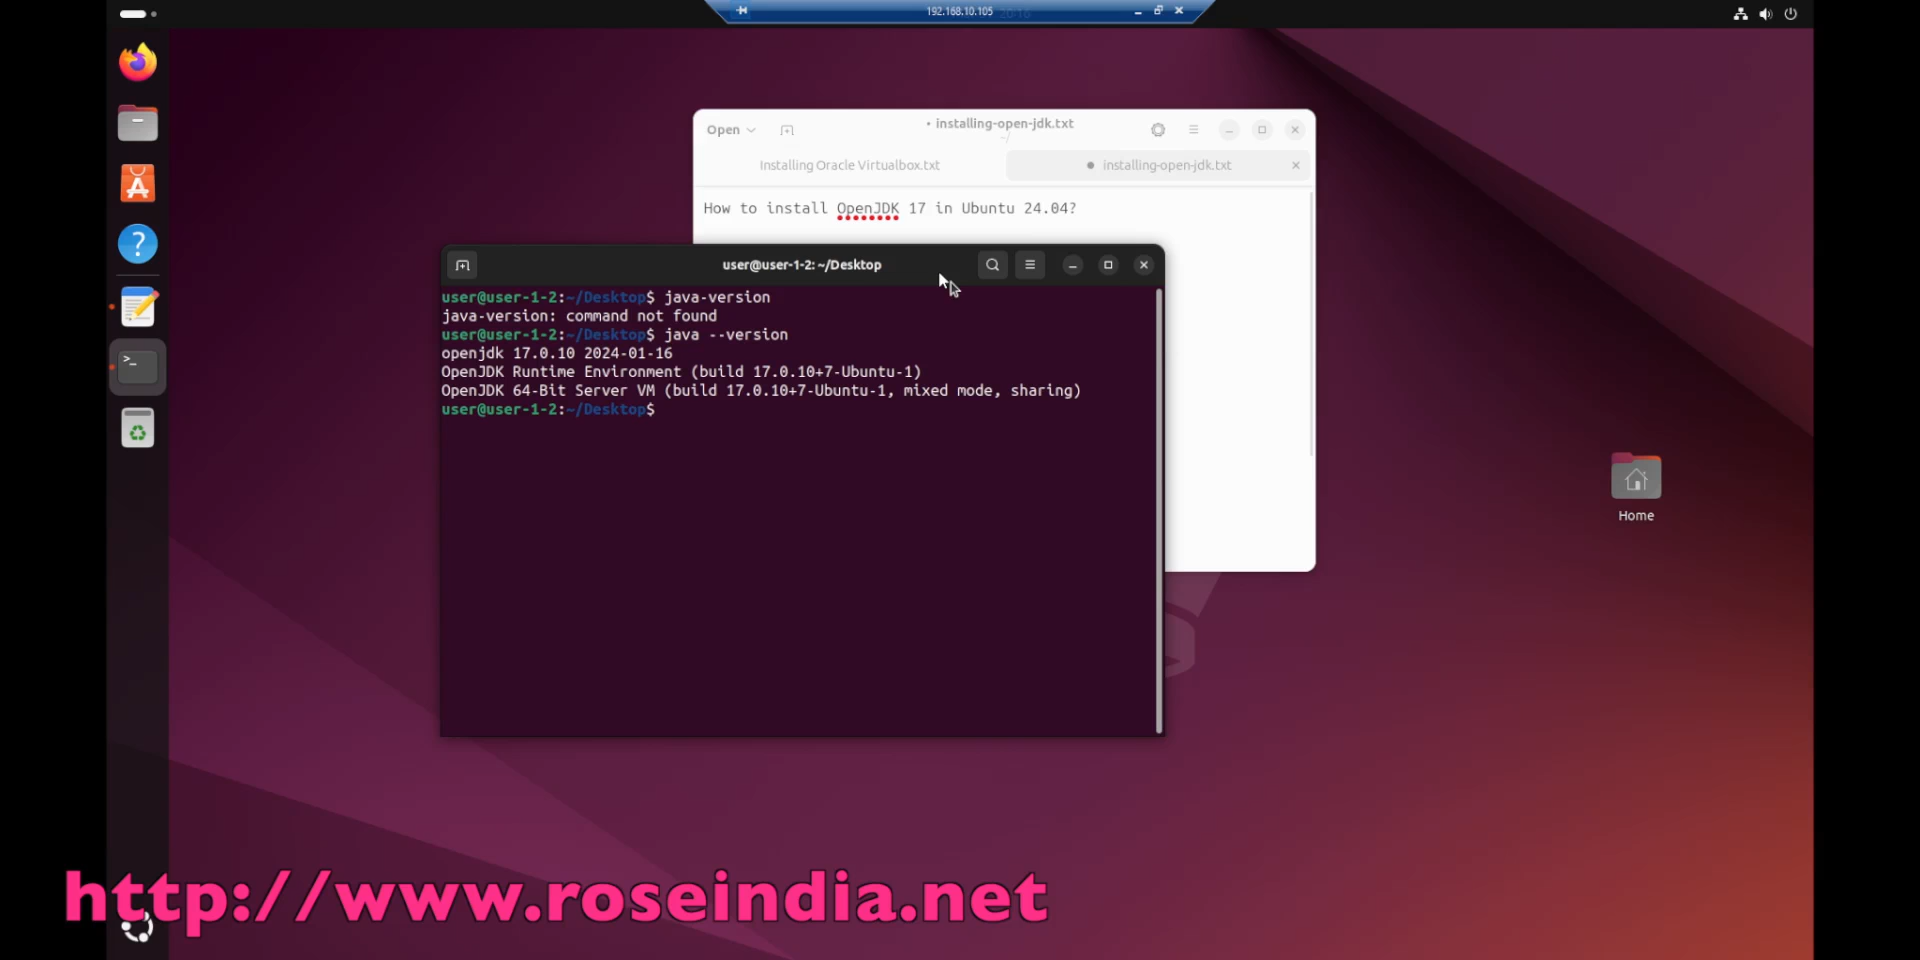 192.168.10.105
Open
• installing-open-jdk.txt
~/
Installing Oracle Virtualbox.txt
installing-open-jdk.txt
How to install OpenJDK 17 in Ubuntu 24.04?
user@user-1-2: ~/Desktop
user@user-1-2:~/Desktop$ java-version
java-version: command not found
user@user-1-2:~/Desktop$ java --version
openjdk 17.0.10 2024-01-16
OpenJDK Runtime Environment (build 17.0.10+7-Ubuntu-1)
OpenJDK 64-Bit Server VM (build 17.0.10+7-Ubuntu-1, mixed mode, sharing)
user@user-1-2:~/Desktop$
Home
http://www.roseindia.net